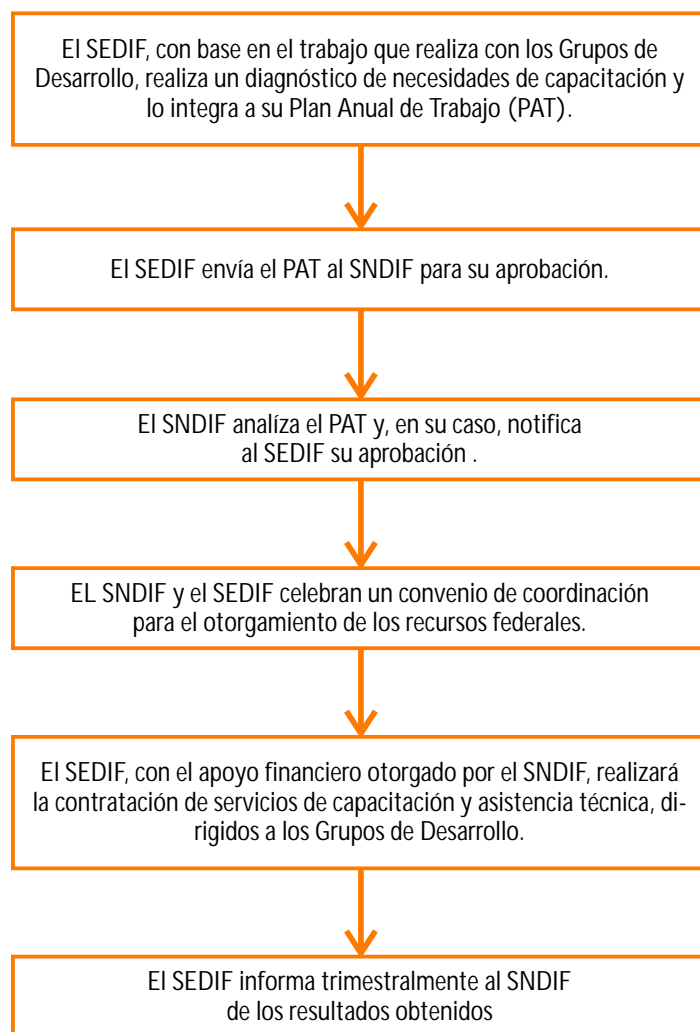 El SEDIF, con base en el trabajo que realiza con los Grupos de
Desarrollo, realiza un diagnóstico de necesidades de capacitación y
lo integra a su Plan Anual de Trabajo (PAT).
El SEDIF envía el PAT al SNDIF para su aprobación.
El SNDIF analíza el PAT y, en su caso, notifica
al SEDIF su aprobación .
EL SNDIF y el SEDIF celebran un convenio de coordinación
para el otorgamiento de los recursos federales.
El SEDIF, con el apoyo financiero otorgado por el SNDIF, realizará
la contratación de servicios de capacitación y asistencia técnica, di-
rigidos a los Grupos de Desarrollo.
El SEDIF informa trimestralmente al SNDIF
de los resultados obtenidos